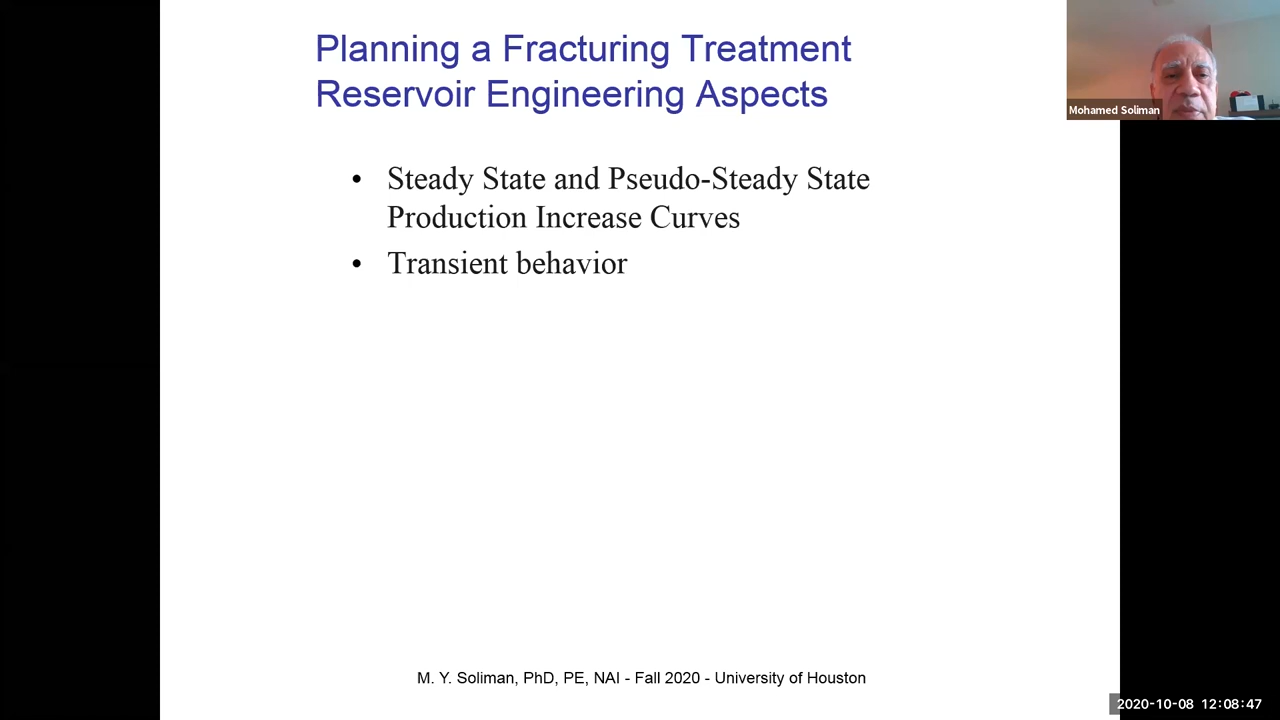 Planning a Fracturing Treatment
Reservoir Engineering Aspects
Mohamed Soliman
• Steady State and Pseudo-Steady State
Production Increase Curves
• Transient behavior
M. Y. Soliman, PhD, PE, NAI - Fall 2020 - University of Houston
2020-10-08 12:08:47